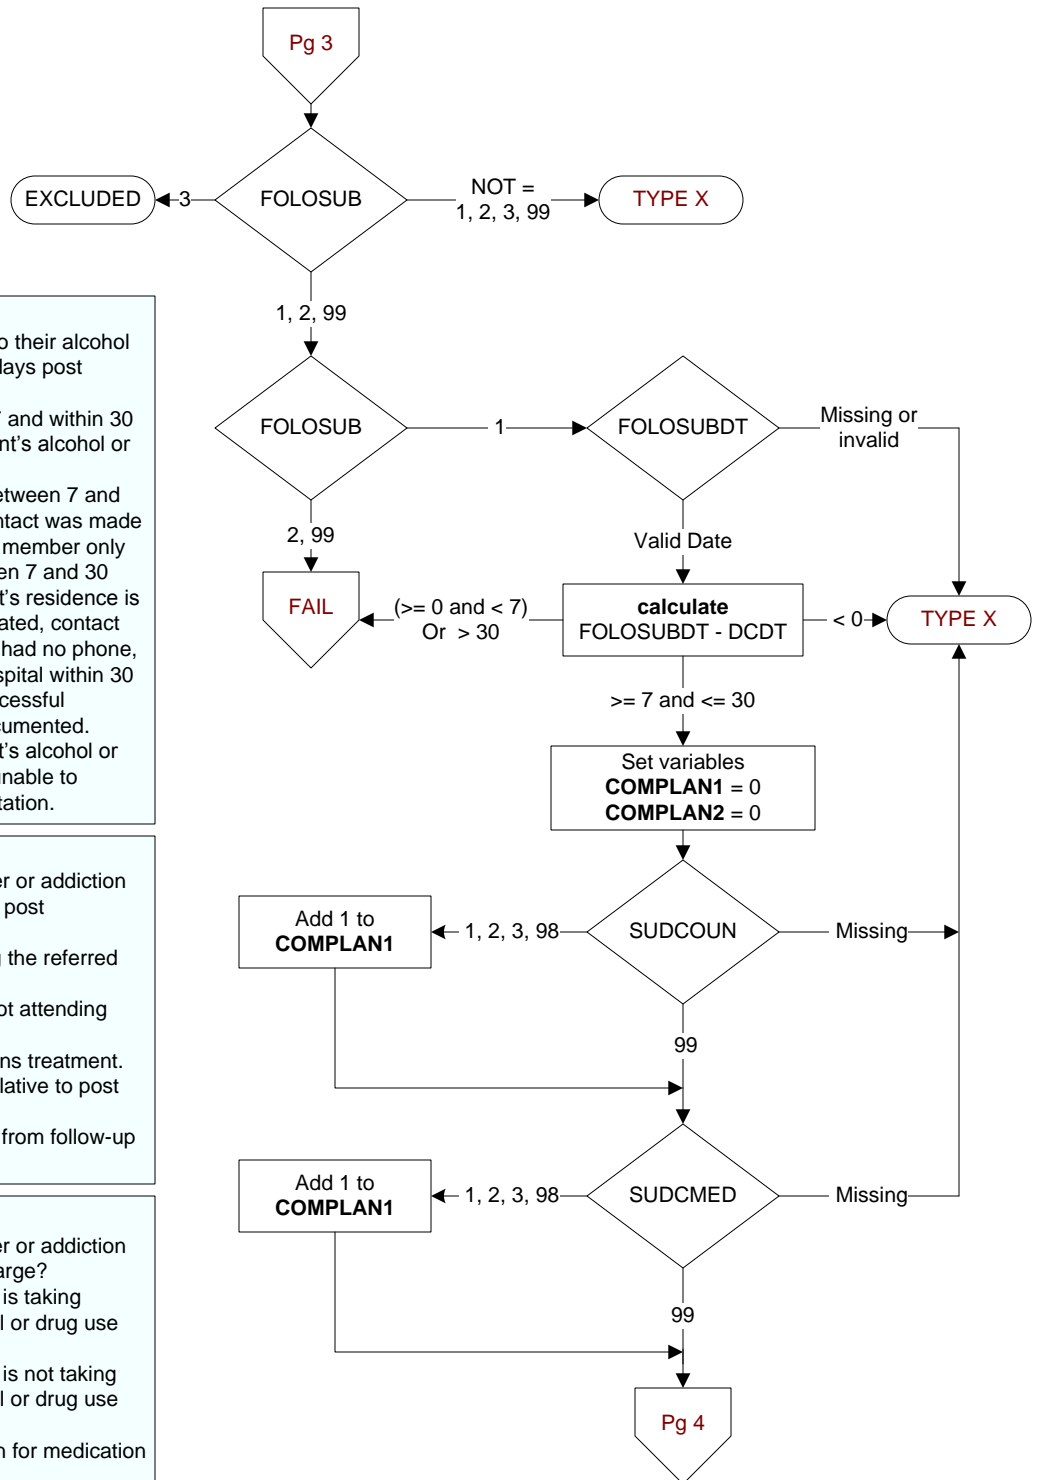 Pg 3
EXCLUDED
3
FOLOSUB
NOT =
1, 2, 3, 99
TYPE X
1, 2, 99
FOLOSUB
1
FOLOSUBDT
Missing or
invalid
2, 99
Valid Date
FAIL
(>= 0 and < 7)
Or > 30
calculate
FOLOSUBDT - DCDT
< 0
TYPE X
>= 7 and <= 30
Set variables
COMPLAN1 = 0
COMPLAN2 = 0
Add 1 to
COMPLAN1
1, 2, 3, 98
SUDCOUN
Missing
99
Add 1 to
COMPLAN1
1, 2, 3, 98
SUDCMED
Missing
99
Pg 4
o their alcohol
days post
7 and within 30
nt's alcohol or
etween 7 and
ntact was made
member only
en 7 and 30
t's residence is
ated, contact
had no phone,
spital within 30
cessful
cumented.
t's alcohol or
unable to
tation.
er or addiction
post
g the referred
ot attending
ns treatment.
lative to post
from follow-up
er or addiction
arge?
is taking
l or drug use
is not taking
l or drug use
n for medication